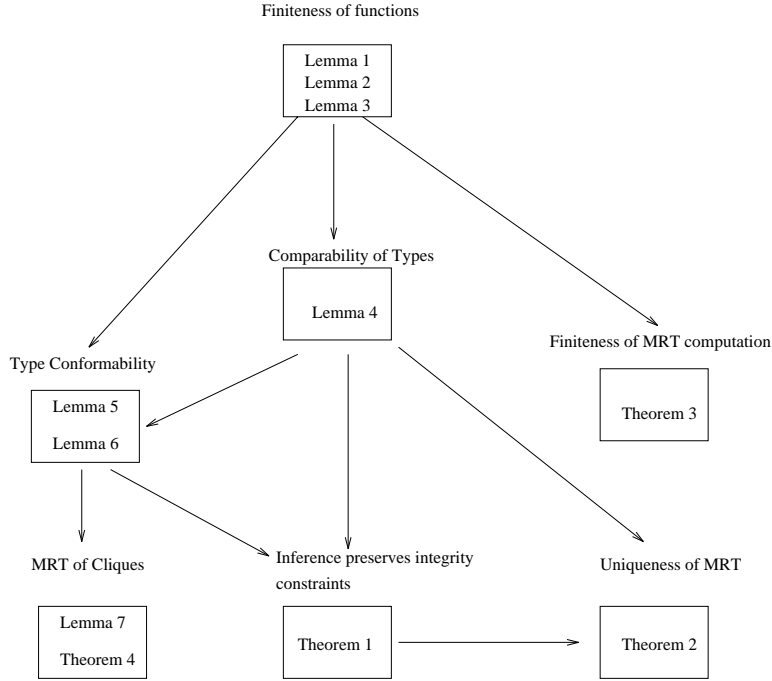 Finiteness of functions
Lemma 1
Lemma 2
Lemma 3
Comparability of Types
Lemma 4
Finiteness of MRT computation
Theorem 3
Type Conformability
Lemma 5
Lemma 6
MRT of Cliques
Lemma 7
Theorem 4
Inference preserves integrity
constraints
Theorem 1
Uniqueness of MRT
Theorem 2